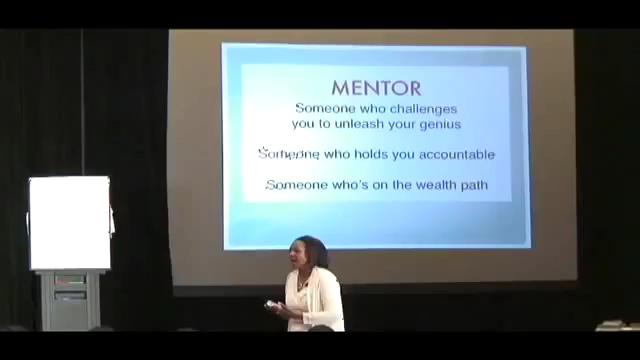 MENTOR
Someone who challenges
you to unleash your genius
Someone who holds you accountable
Someone who's on the wealth path